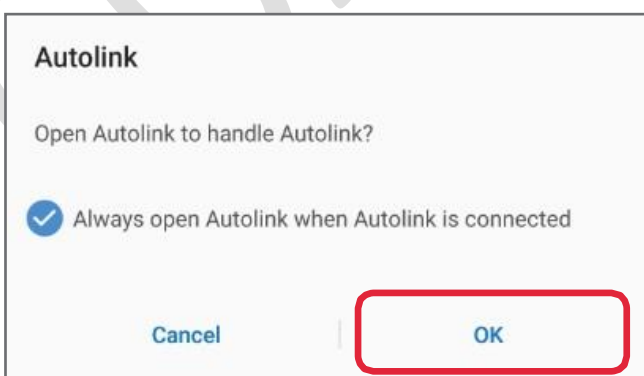 Autolink
Open Autolink to handle Autolink?
Always open Autolink when Autolink is connected
Cancel
OK